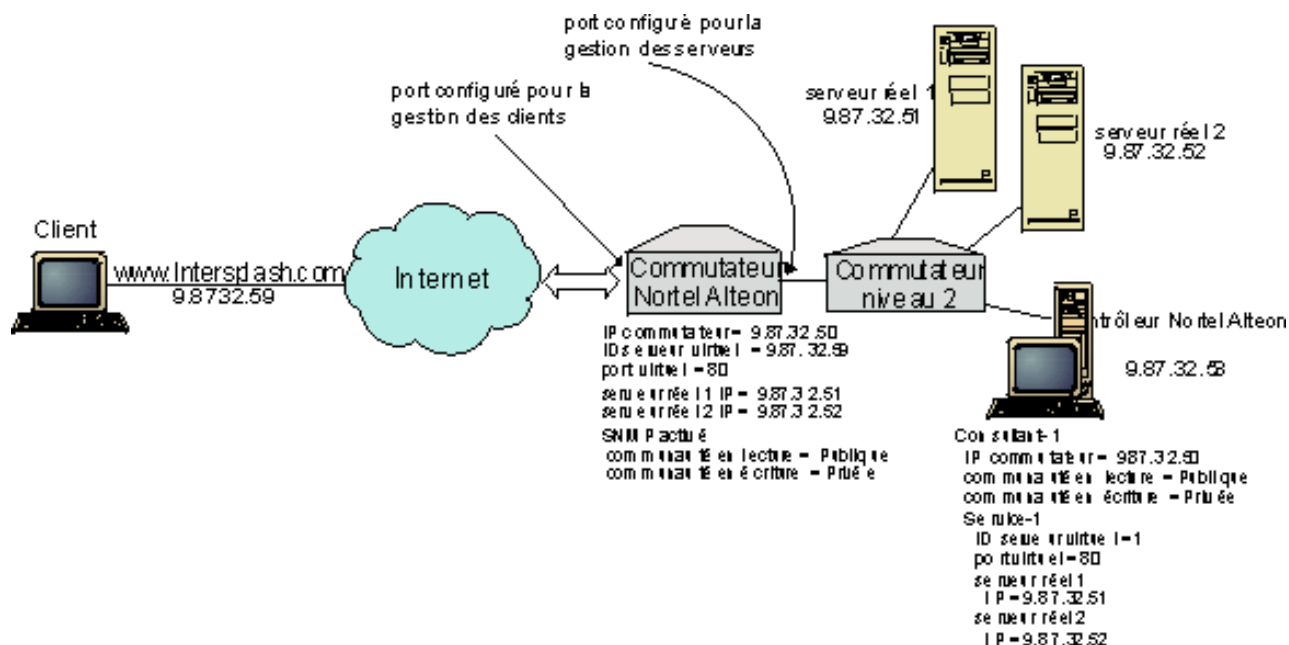 port configuré pour la
gestion des serveurs
port configuré pour la
gestion des clients
serveur réel 1
9.87.32.51
serveur réel 2
9.87.32.52
Client
www.Intersplash.com
9.8732.59
Internet
Commutateur
Nortel Alteon
Commutateur
niveau 2
ntrôleur Nortel Alteon
9.87.32.53
IP commutateur = 9.87.32.50
ID serveur virtuel = 9.87.32.59
port virtuel = 80
serveur réel 1 IP = 9.87.32.51
serveur réel 2 IP = 9.87.32.52
SNMP activé
communauté en lecture = Publique
communauté en écriture = Privée
Consultant-1
IP commutateur = 987.32.50
communauté en lecture = Publique
communauté en écriture = Privée
Service-1
ID serveur virtuel = 1
port virtuel = 80
serveur réel 1
IP = 9.87.32.51
serveur réel 2
IP = 9.87.32.52